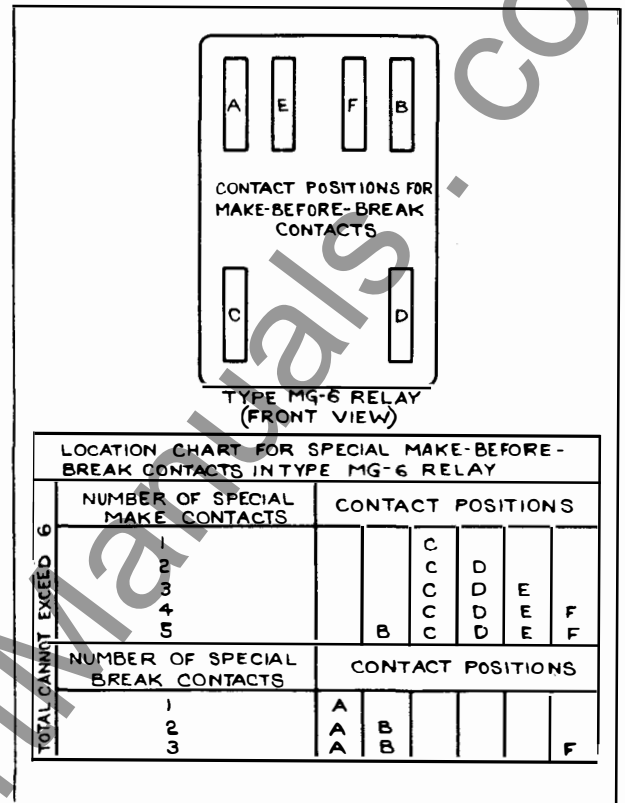 A E F B
CONTACT POSITIONS FOR
MAKE-BEFORE-BREAK
CONTACTS
C D
TYPE MG-6 RELAY
(FRONT VIEW)
LOCATION CHART FOR SPECIAL MAKE-BEFORE-
BREAK CONTACTS IN TYPE MG-6 RELAY
TOTAL CANNOT EXCEED 6
NUMBER OF SPECIAL
MAKE CONTACTS
CONTACT POSITIONS
1 C
2 C D
3 C D E
4 C D E F
5 B C D E F
NUMBER OF SPECIAL
BREAK CONTACTS
CONTACT POSITIONS
1 A
2 A B
3 A B F
Manuals.co